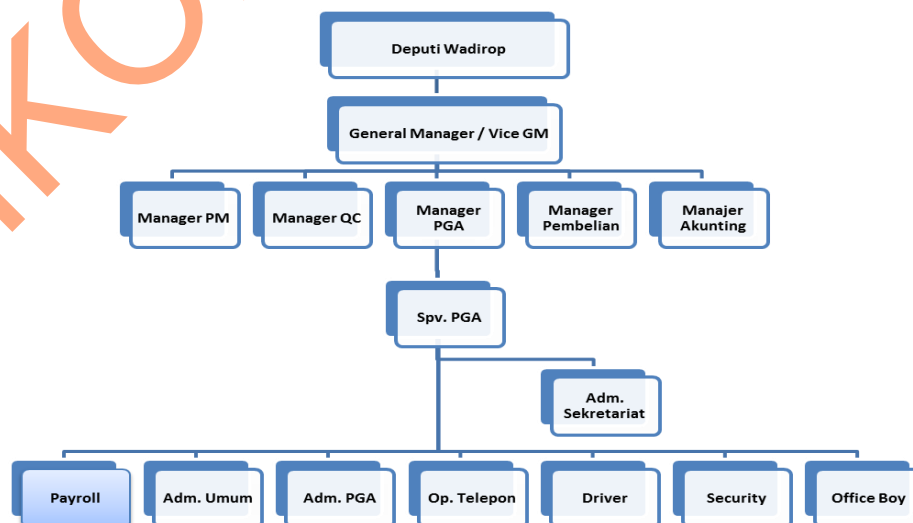 Deputi Wadirop
General Manager / Vice GM
Manager PM
Manager QC
Manager
PGA
Manager
Pembelian
Manajer
Akunting
Spv. PGA
Adm.
Sekretariat
Payroll
Adm. Umum
Adm. PGA
Op. Telepon
Driver
Security
Office Boy